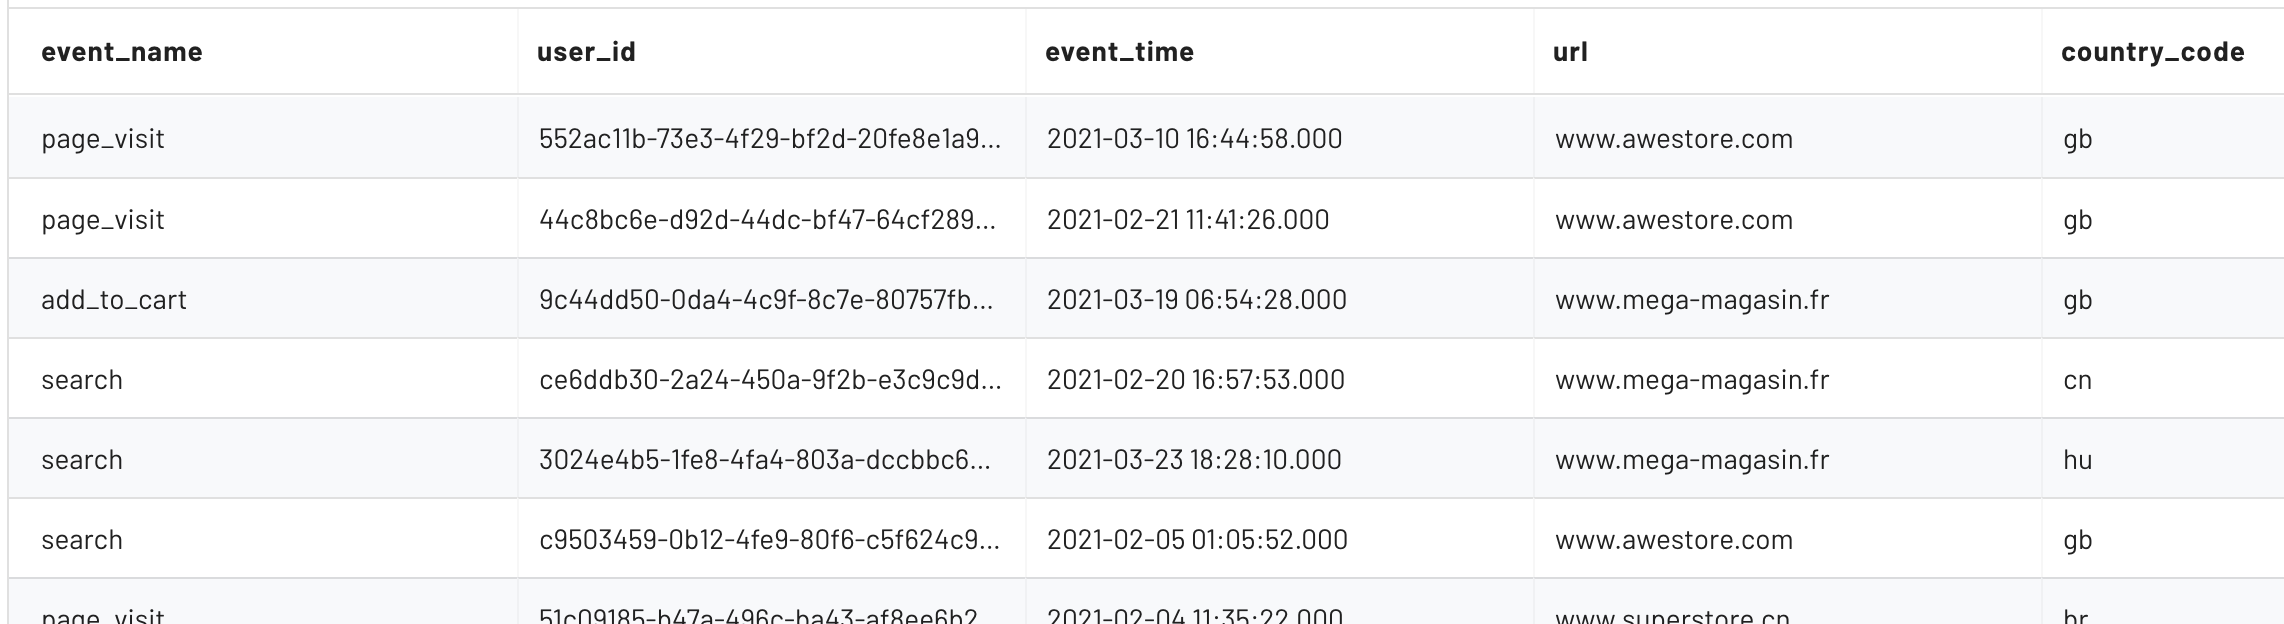 event_name user_id event_time url country_code
page_visit 552ac11b-73e3-4f29-bf2d-20fe8e1a9... 2021-03-10 16:44:58.000 www.awestore.com gb
page_visit 44c8bc6e-d92d-44dc-bf47-64cf289... 2021-02-21 11:41:26.000 www.awestore.com gb
add_to_cart 9c44dd50-0da4-4c9f-8c7e-80757fb... 2021-03-19 06:54:28.000 www.mega-magasin.fr gb
search ce6ddb30-2a24-450a-9f2b-e3c9c9d... 2021-02-20 16:57:53.000 www.mega-magasin.fr cn
search 3024e4b5-1fe8-4fa4-803a-dccbbc6... 2021-03-23 18:28:10.000 www.mega-magasin.fr hu
search c9503459-0b12-4fe9-80f6-c5f624c9... 2021-02-05 01:05:52.000 www.awestore.com gb
page_visit 51c09185-b47a-496c-ba43-af8ee6b2... 2021-02-04 11:35:22.000 www.superstore.cn br